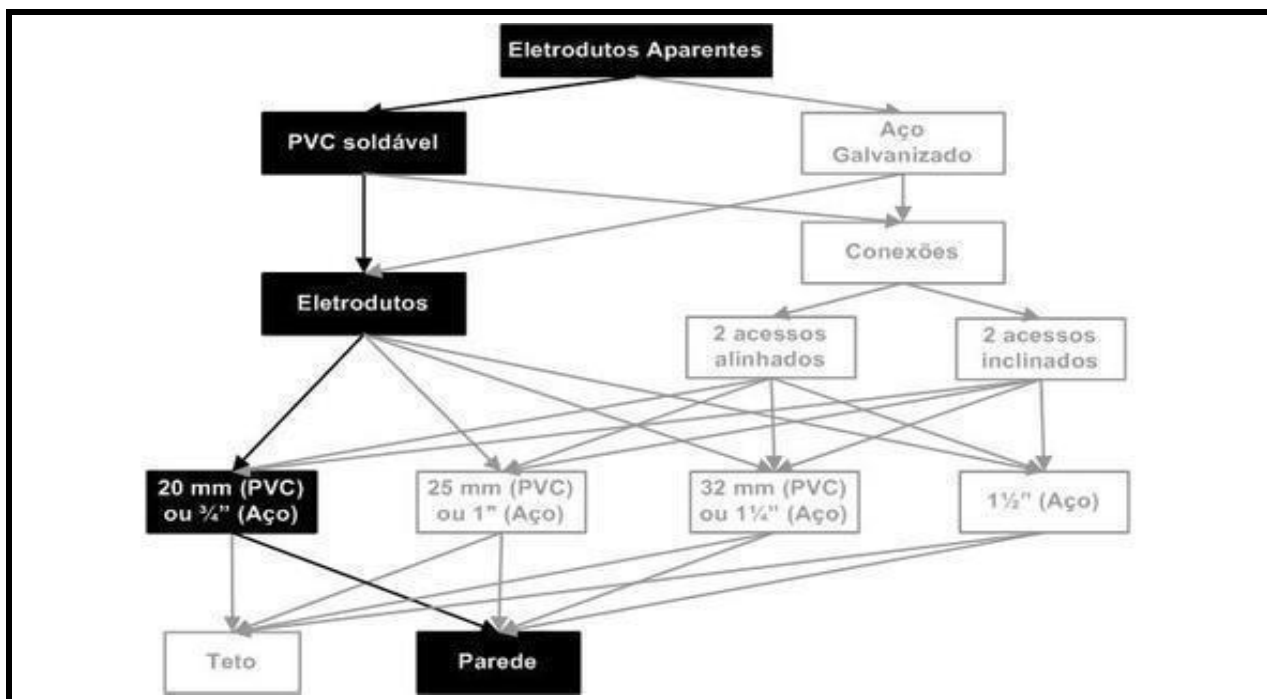 Eletrodutos Aparentes
PVC soldável
Aço
Galvanizado
Conexões
Eletrodutos
2 acessos
alinhados
2 acessos
inclinados
20 mm (PVC)
ou ¾” (Aço)
25 mm (PVC)
ou 1” (Aço)
32 mm (PVC)
ou 1¼” (Aço)
1½” (Aço)
Teto
Parede